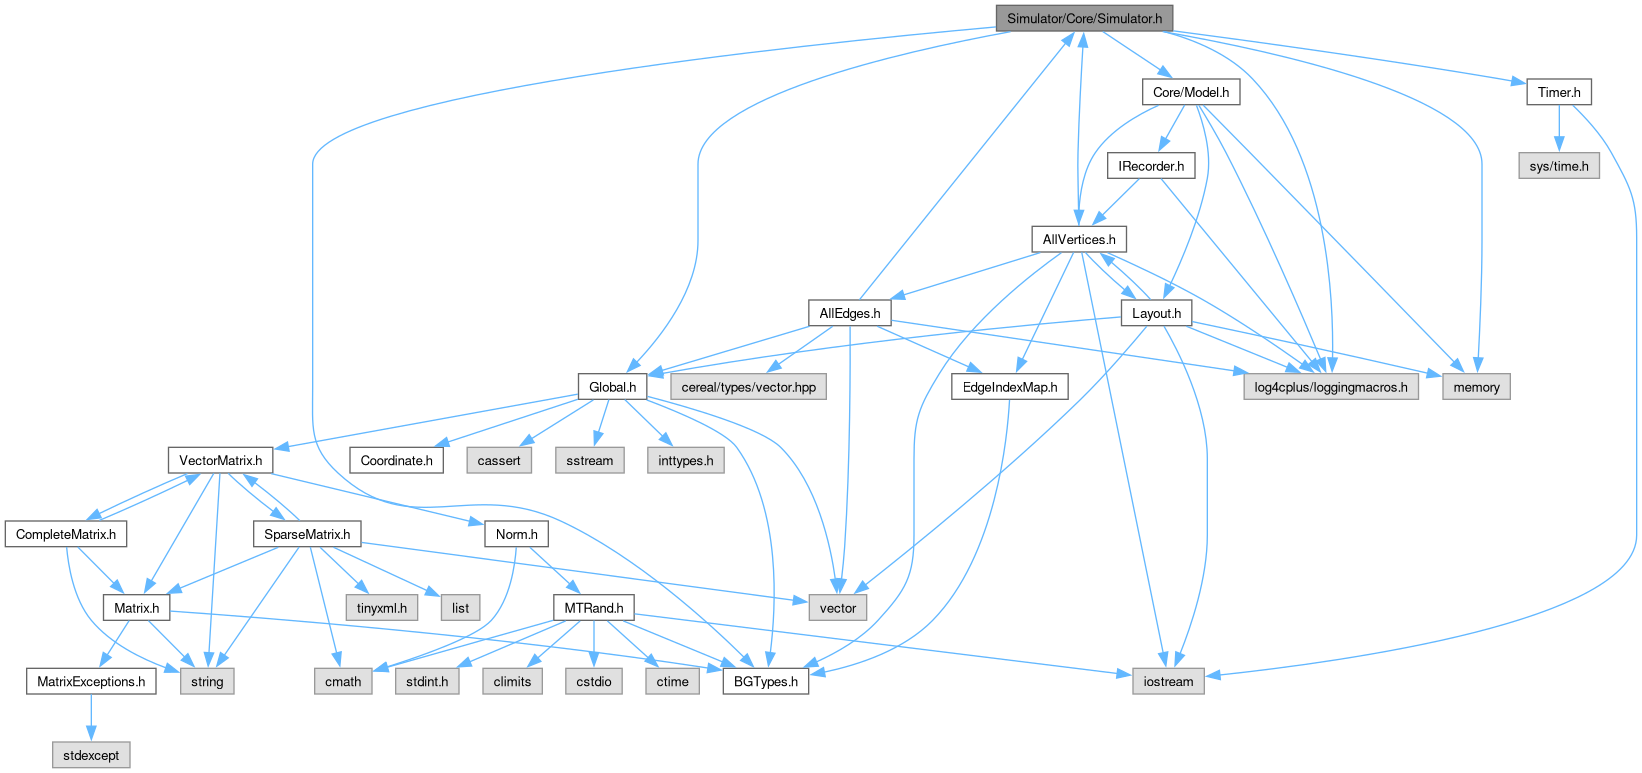 Simulator/Core/Simulator.h
Core/Model.h
Timer.h
IRecorder.h
sys/time.h
AllVertices.h
AllEdges.h
Layout.h
Global.h
cereal/types/vector.hpp
EdgeIndexMap.h
log4cplus/loggingmacros.h
memory
VectorMatrix.h
Coordinate.h
cassert
sstream
inttypes.h
CompleteMatrix.h
SparseMatrix.h
Norm.h
Matrix.h
tinyxml.h
list
MTRand.h
vector
MatrixExceptions.h
string
cmath
stdint.h
climits
cstdio
ctime
BGTypes.h
iostream
stdexcept